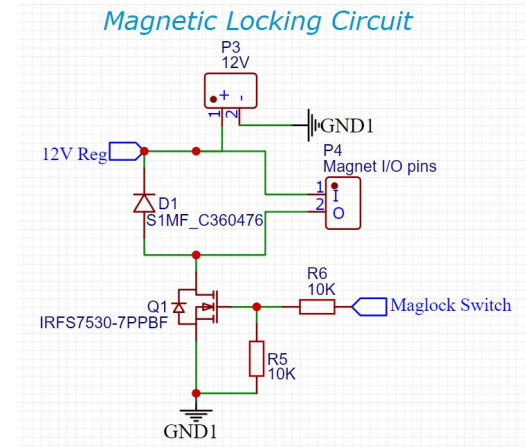 Magnetic Locking Circuit
P3
12V
+ -
1 2
GND1
12V Reg
P4
Magnet I/O pins
1 I
2 O
D1
S1MF_C360476
R6
10K
Maglock Switch
Q1
IRFS7530-7PPBF
R5
10K
GND1